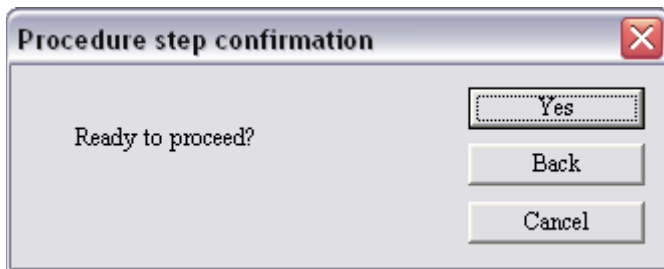 Procedure step confirmation
Ready to proceed?
Yes
Back
Cancel